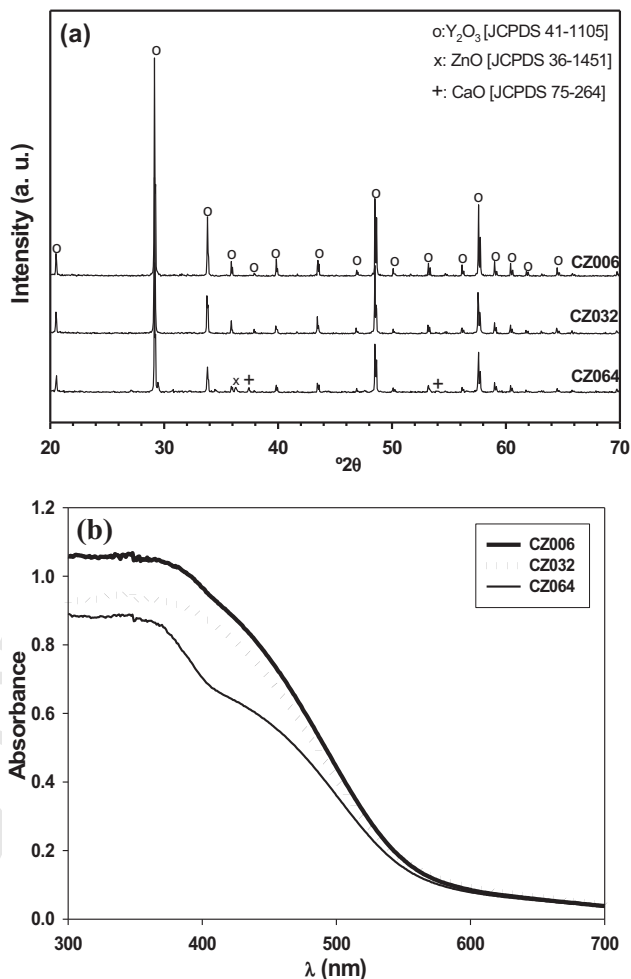 (a)
o:Y₂O₃ [JCPDS 41-1105]
x: ZnO [JCPDS 36-1451]
+: CaO [JCPDS 75-264]
Intensity (a. u.)
o o o o o o o o o o o o o o o o
CZ006
CZ032
x +
+
CZ064
20 30 40 50 60 70
º2θ
(b)
CZ006
CZ032
CZ064
Absorbance
1.2
1.0
0.8
0.6
0.4
0.2
0.0
300 400 500 600 700
λ (nm)